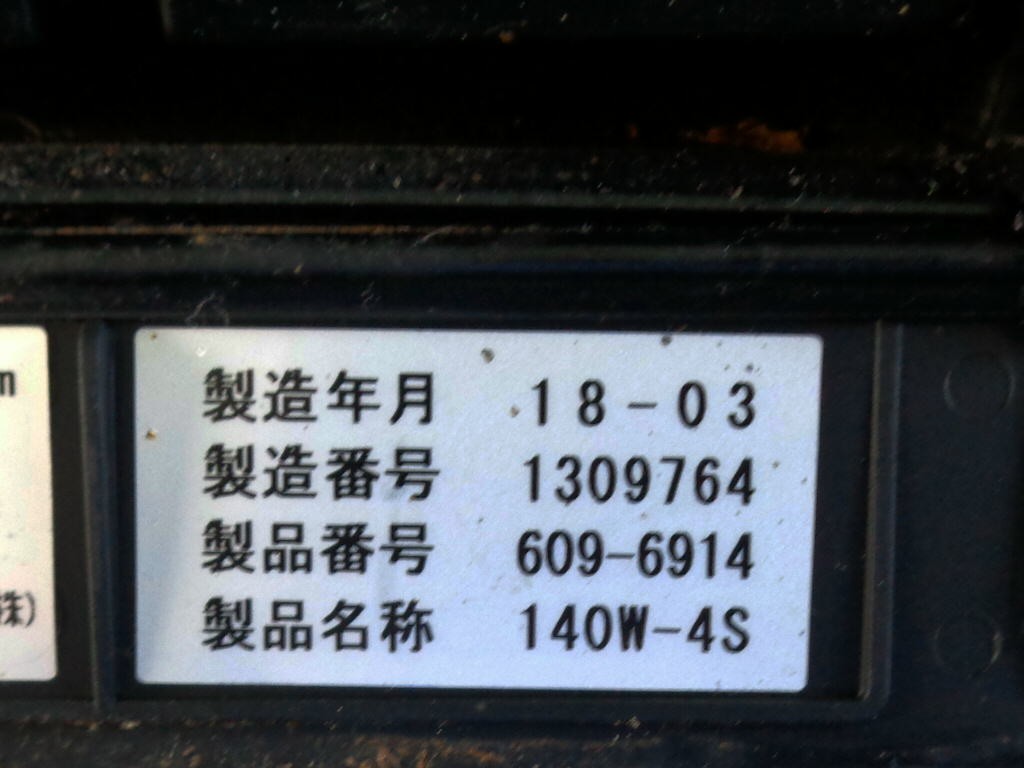 m
株)
製造年月 18-03
製造番号 1309764
製品番号 609-6914
製品名称 140W-4S